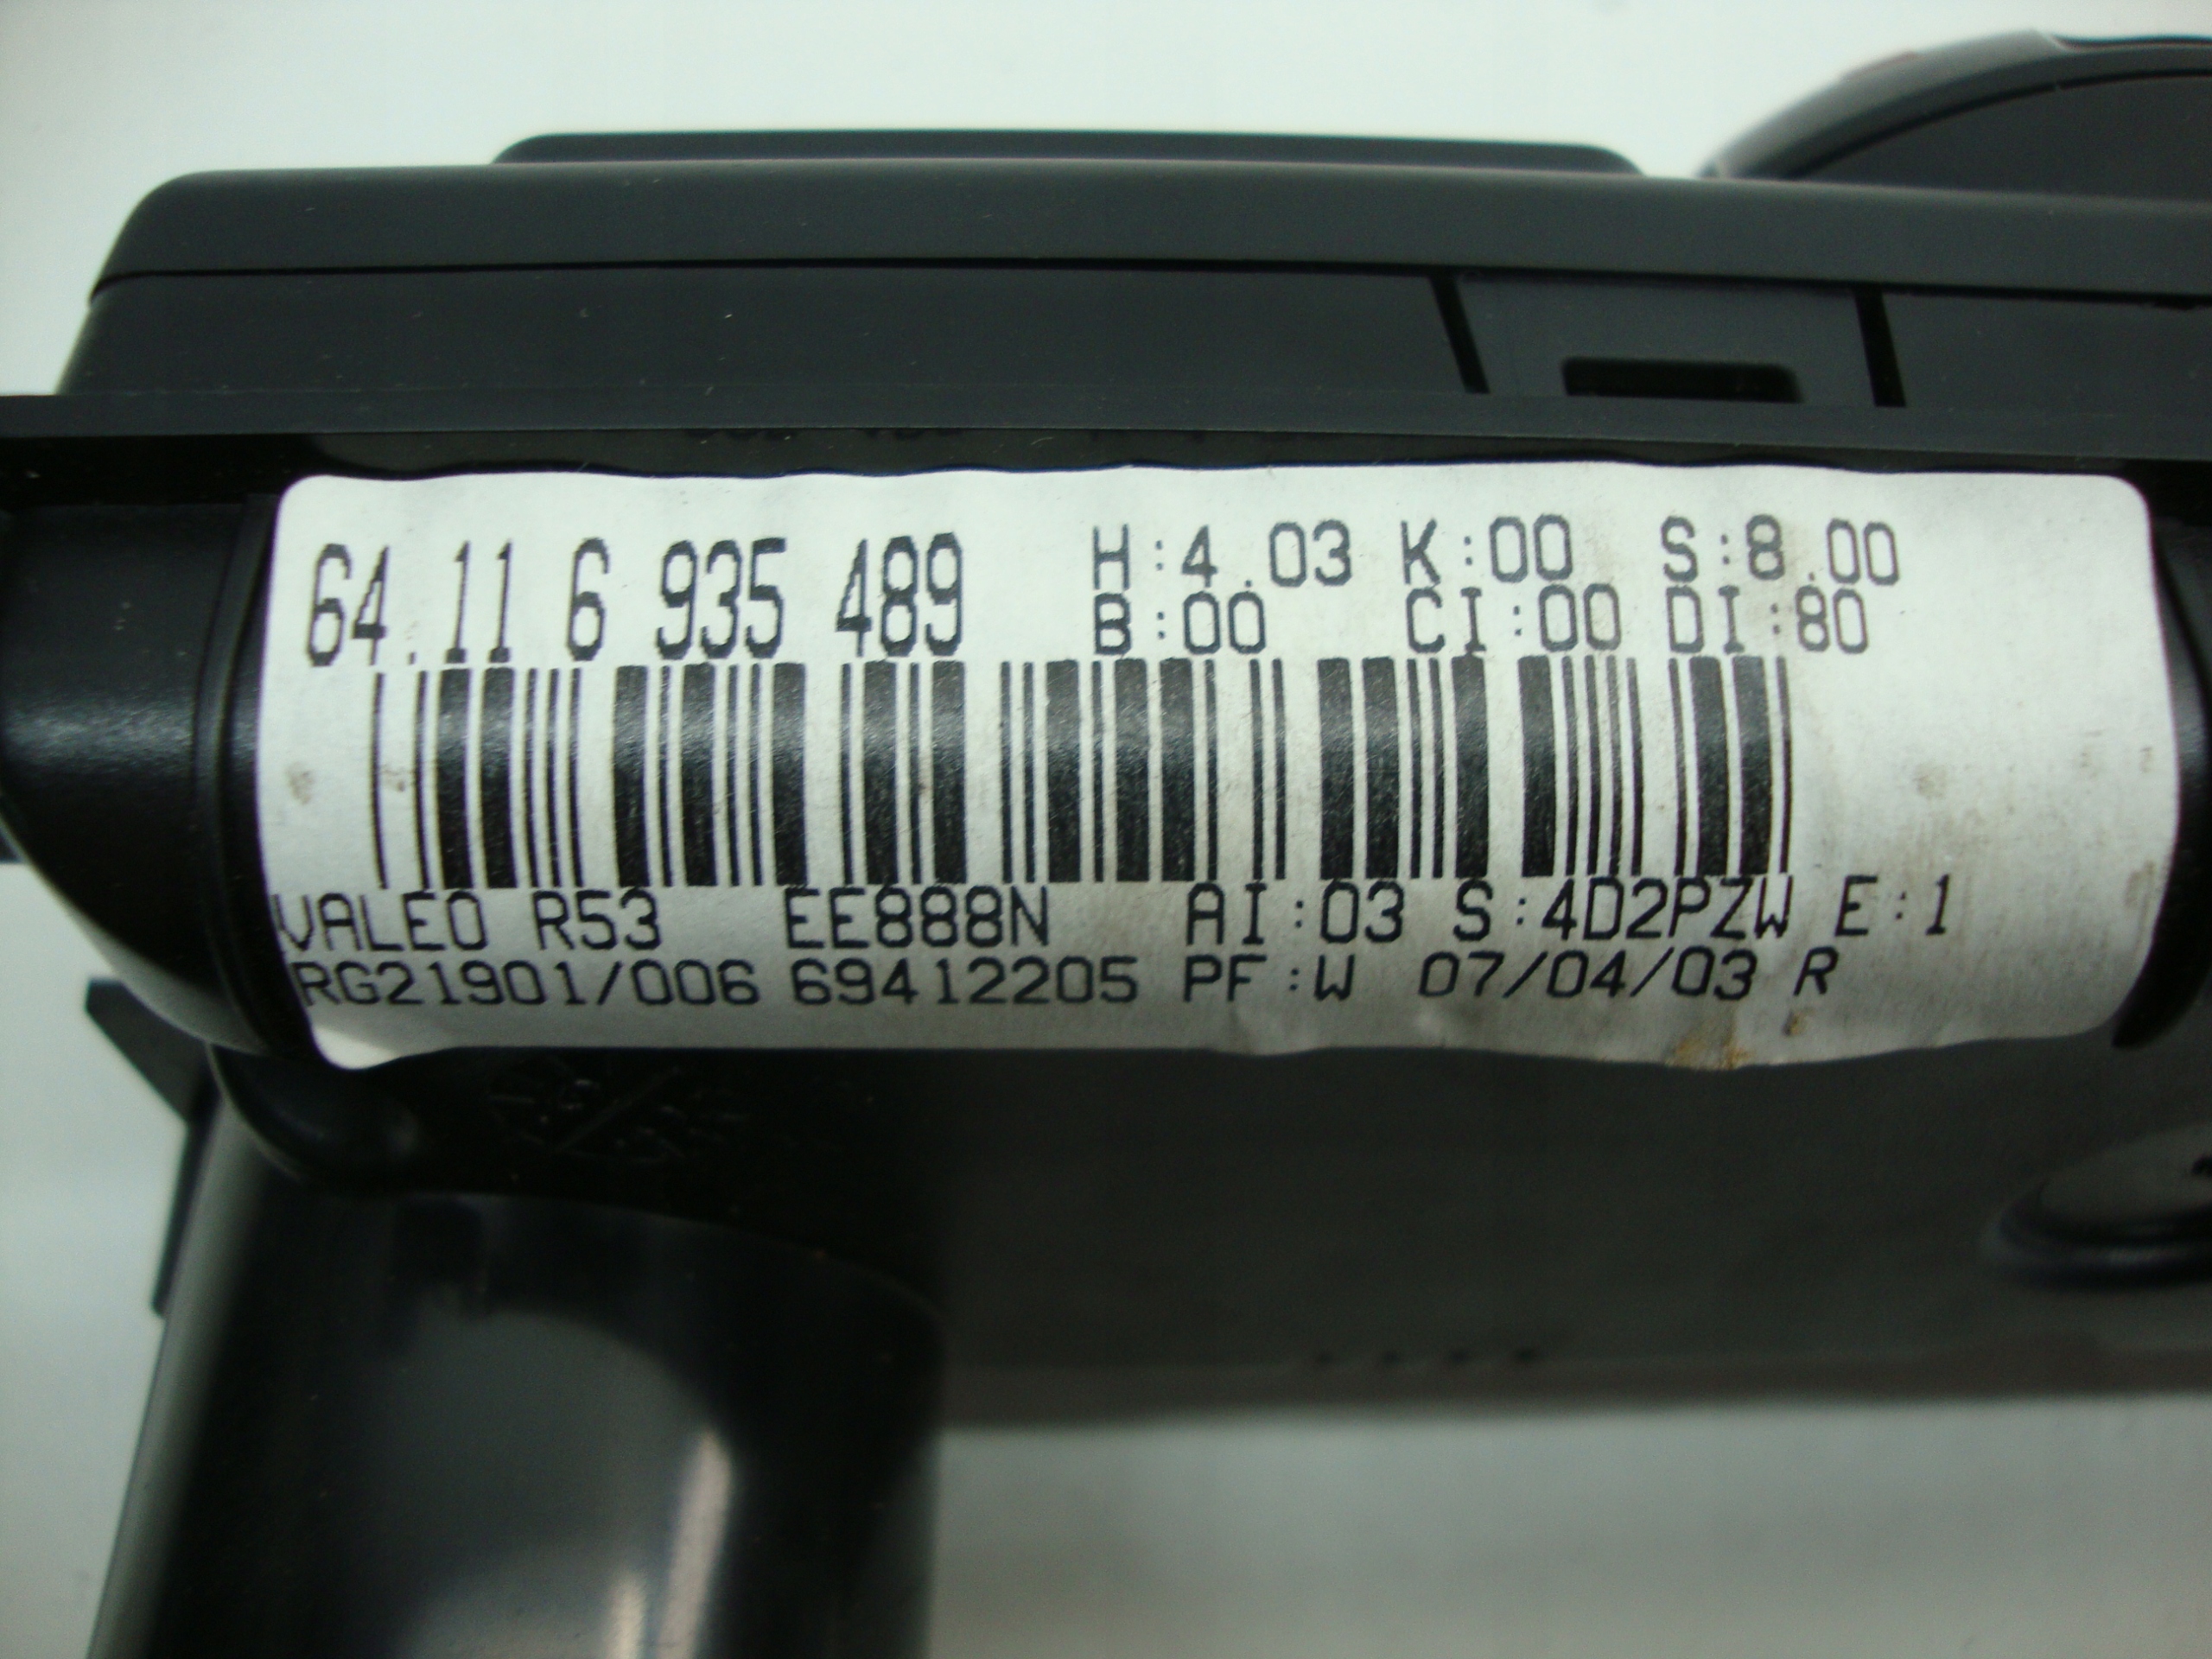 64.11 6 935 489 H:4.03 K:00 S:8.00
B:00 CI:00 DI:80
VALEO R53 EE888N AI:03 S:4D2PZW E:1
RG21901/006 69412205 PF:W 07/04/03 R